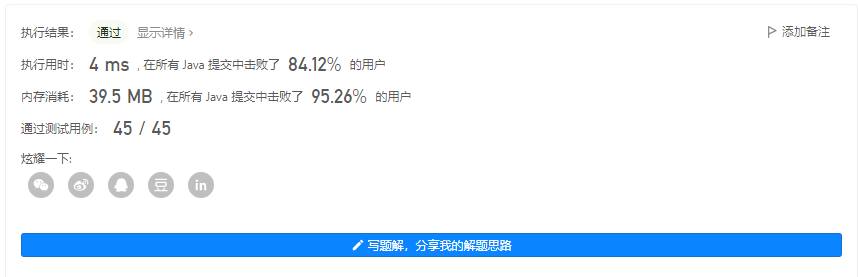 执行结果： 通过 显示详情 › 添加备注
执行用时： 4 ms , 在所有 Java 提交中击败了 84.12% 的用户
内存消耗： 39.5 MB , 在所有 Java 提交中击败了 95.26% 的用户
通过测试用例： 45 / 45
炫耀一下:
豆 in
写题解，分享我的解题思路